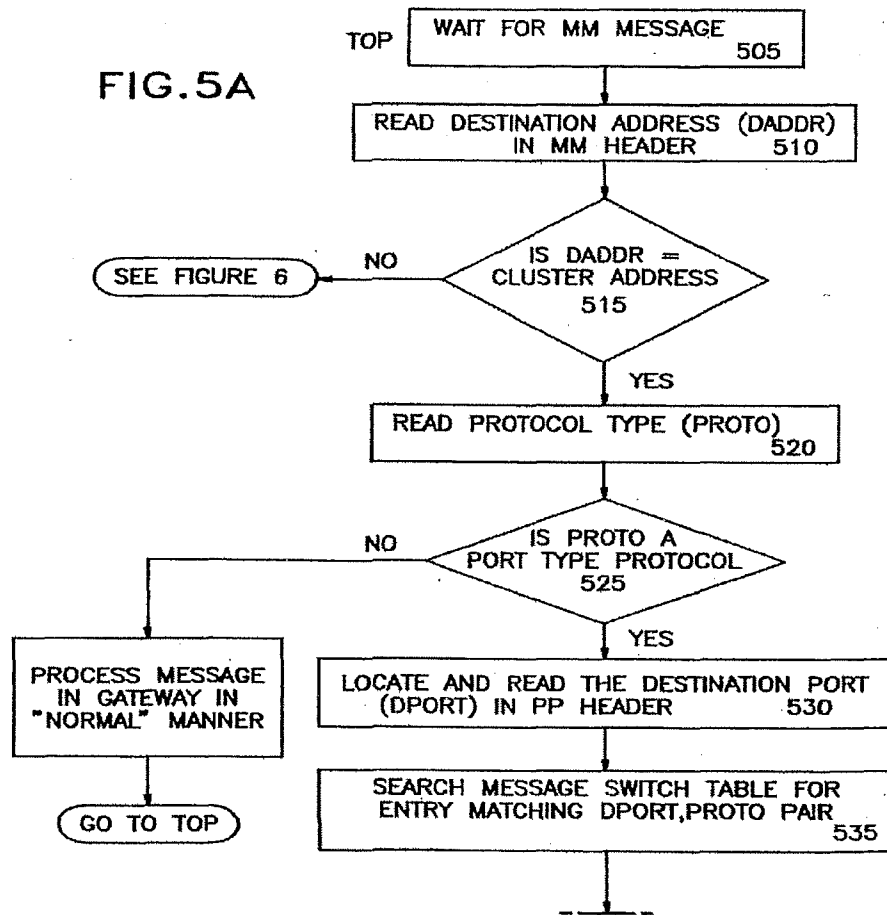 FIG.5A
TOP
WAIT FOR MM MESSAGE
505
READ DESTINATION ADDRESS (DADDR)
IN MM HEADER 510
IS DADDR =
CLUSTER ADDRESS
515
NO
SEE FIGURE 6
YES
READ PROTOCOL TYPE (PROTO)
520
IS PROTO A
PORT TYPE PROTOCOL
525
NO
PROCESS MESSAGE
IN GATEWAY IN
"NORMAL" MANNER
GO TO TOP
YES
LOCATE AND READ THE DESTINATION PORT
(DPORT) IN PP HEADER 530
SEARCH MESSAGE SWITCH TABLE FOR
ENTRY MATCHING DPORT,PROTO PAIR
535